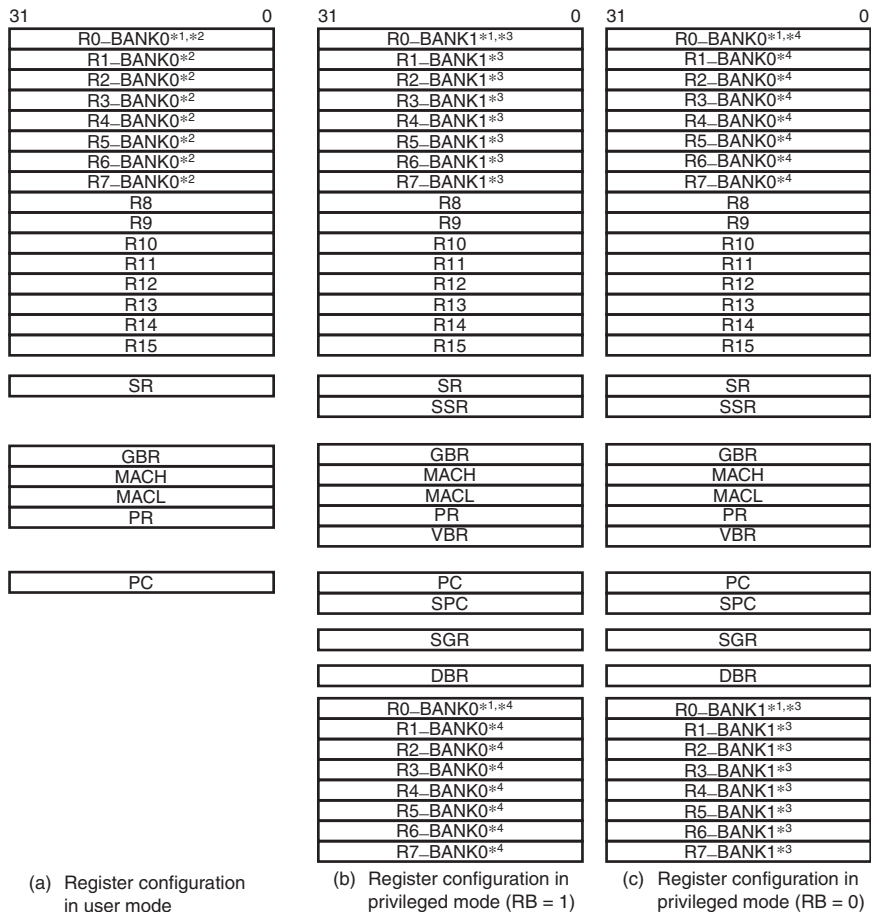 31 0
R0_BANK0*1,*2
R1_BANK0*2
R2_BANK0*2
R3_BANK0*2
R4_BANK0*2
R5_BANK0*2
R6_BANK0*2
R7_BANK0*2
R8
R9
R10
R11
R12
R13
R14
R15
SR
GBR
MACH
MACL
PR
PC
(a) Register configuration
in user mode
31 0
R0_BANK1*1,*3
R1_BANK1*3
R2_BANK1*3
R3_BANK1*3
R4_BANK1*3
R5_BANK1*3
R6_BANK1*3
R7_BANK1*3
R8
R9
R10
R11
R12
R13
R14
R15
SR
SSR
GBR
MACH
MACL
PR
VBR
PC
SPC
SGR
DBR
R0_BANK0*1,*4
R1_BANK0*4
R2_BANK0*4
R3_BANK0*4
R4_BANK0*4
R5_BANK0*4
R6_BANK0*4
R7_BANK0*4
(b) Register configuration in
privileged mode (RB = 1)
31 0
R0_BANK0*1,*4
R1_BANK0*4
R2_BANK0*4
R3_BANK0*4
R4_BANK0*4
R5_BANK0*4
R6_BANK0*4
R7_BANK0*4
R8
R9
R10
R11
R12
R13
R14
R15
SR
SSR
GBR
MACH
MACL
PR
VBR
PC
SPC
SGR
DBR
R0_BANK1*1,*3
R1_BANK1*3
R2_BANK1*3
R3_BANK1*3
R4_BANK1*3
R5_BANK1*3
R6_BANK1*3
R7_BANK1*3
(c) Register configuration in
privileged mode (RB = 0)